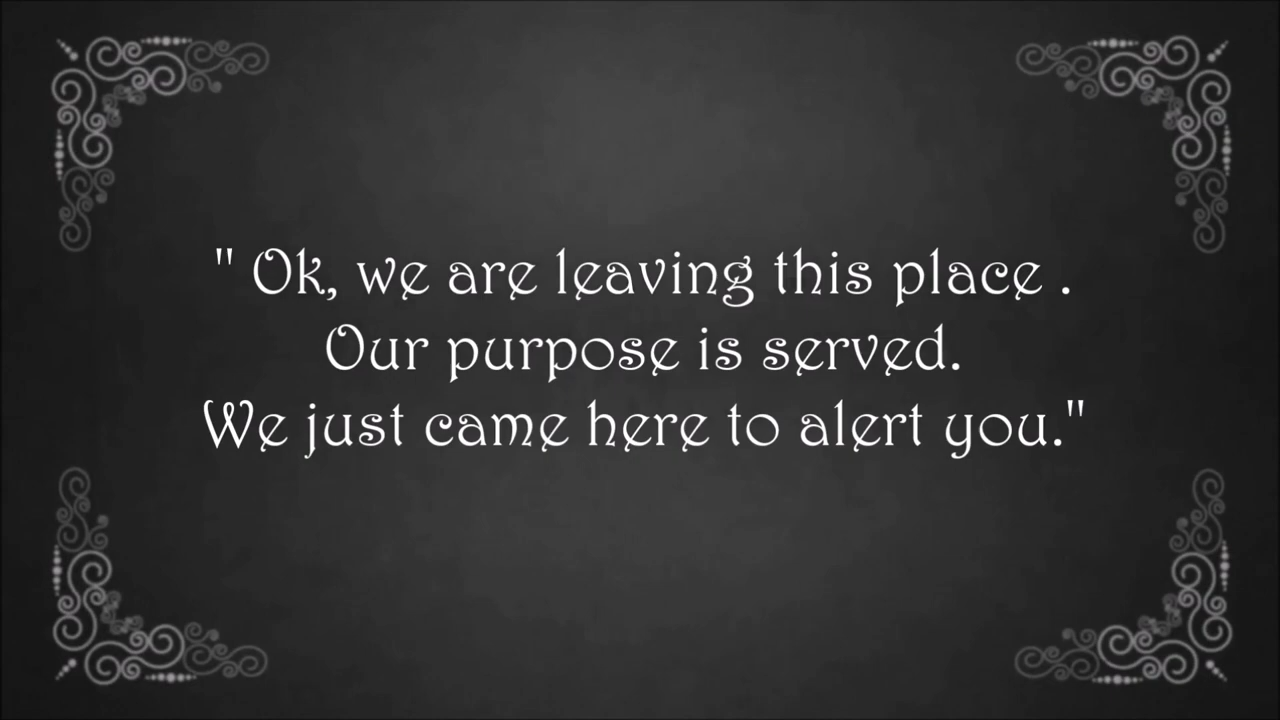 " Ok, we are leaving this place .
Our purpose is served.
We just came here to alert you."